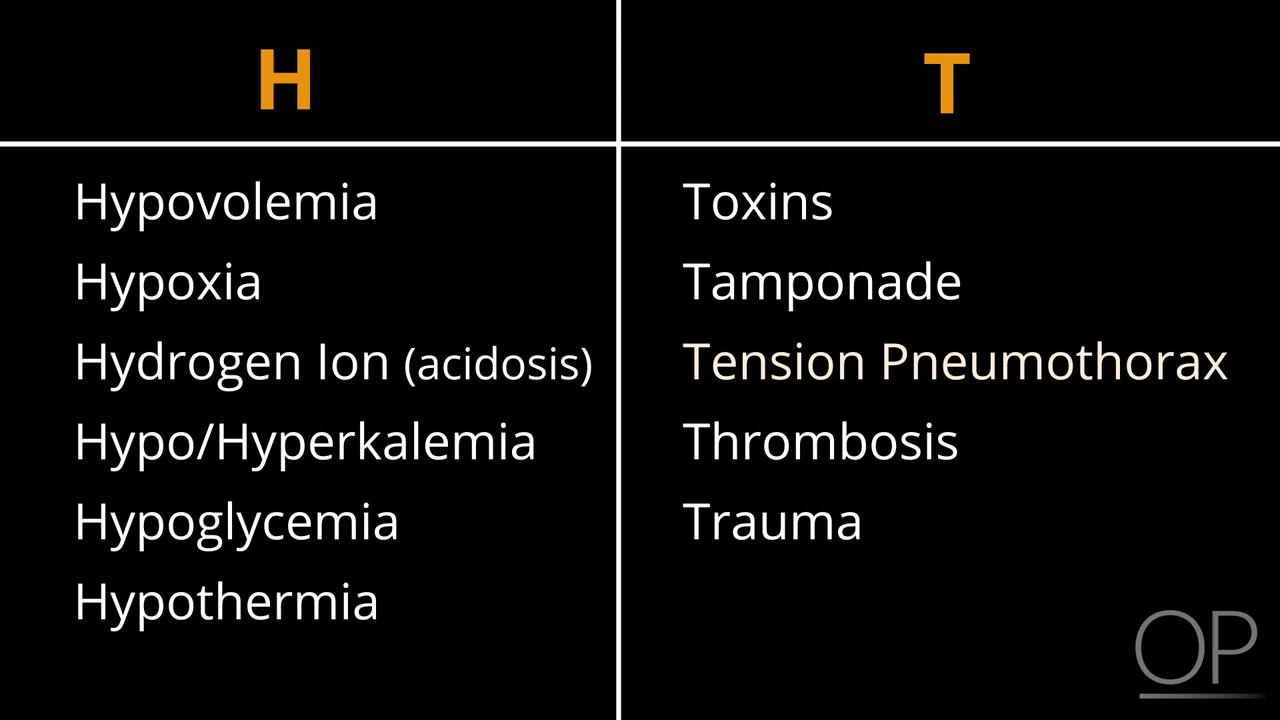 H
T
Hypovolemia
Hypoxia
Hydrogen Ion (acidosis)
Hypo/Hyperkalemia
Hypoglycemia
Hypothermia
Toxins
Tamponade
Tension Pneumothorax
Thrombosis
Trauma
OP